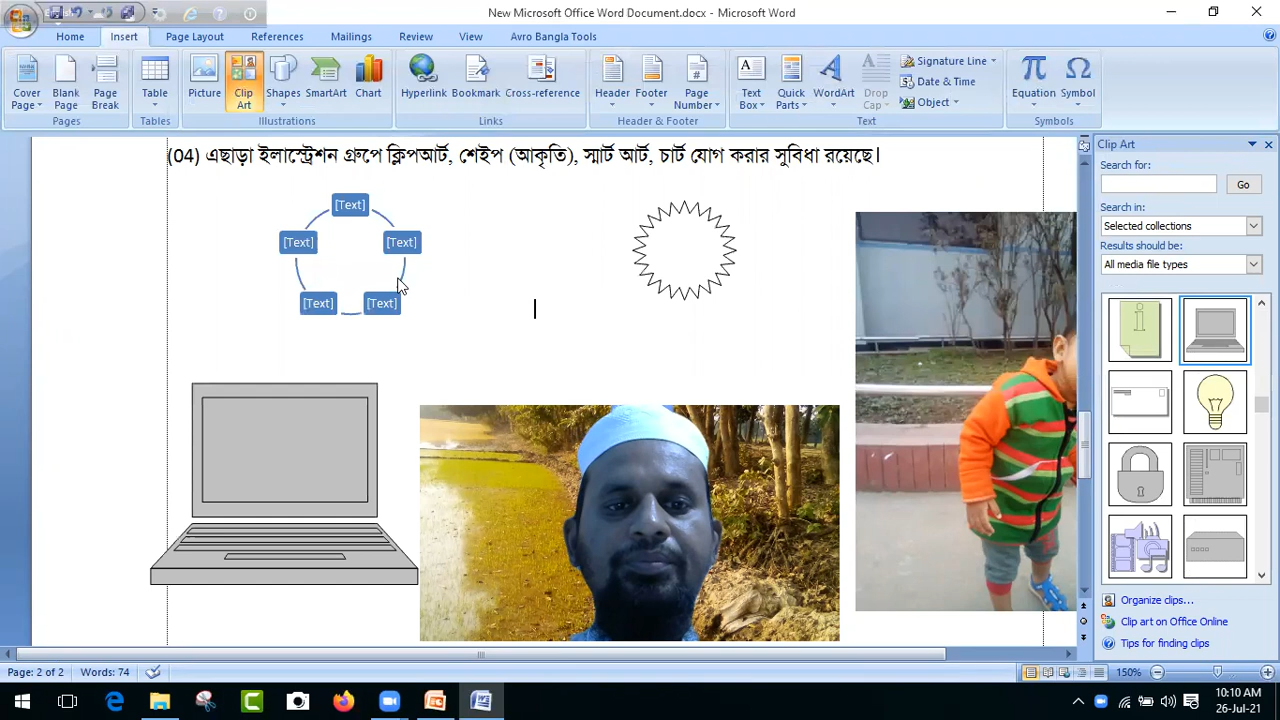 English
New Microsoft Office Word Document.docx - Microsoft Word
Home Insert Page Layout References Mailings Review View Avro Bangla Tools
Cover Page Blank Page Page Break Table Picture Clip Art Shapes SmartArt Chart Hyperlink Bookmark Cross-reference Header Footer Page Number Text Box Quick Parts WordArt Drop Cap Signature Line Date & Time Object Equation Symbol
Pages Tables Illustrations Links Header & Footer Text Symbols
(04) এছাড়া ইলাস্ট্রেশন গ্রুপে ক্লিপআর্ট, শেইপ (আকৃতি), স্মার্ট আর্ট, চার্ট যোগ করার সুবিধা রয়েছে।
[Text]
[Text] [Text]
[Text] [Text]
Clip Art
Search for:
Go
Search in:
Selected collections
Results should be:
All media file types
Organize clips...
Clip art on Office Online
Tips for finding clips
Page: 2 of 2 Words: 74 150%
10:10 AM
26-Jul-21